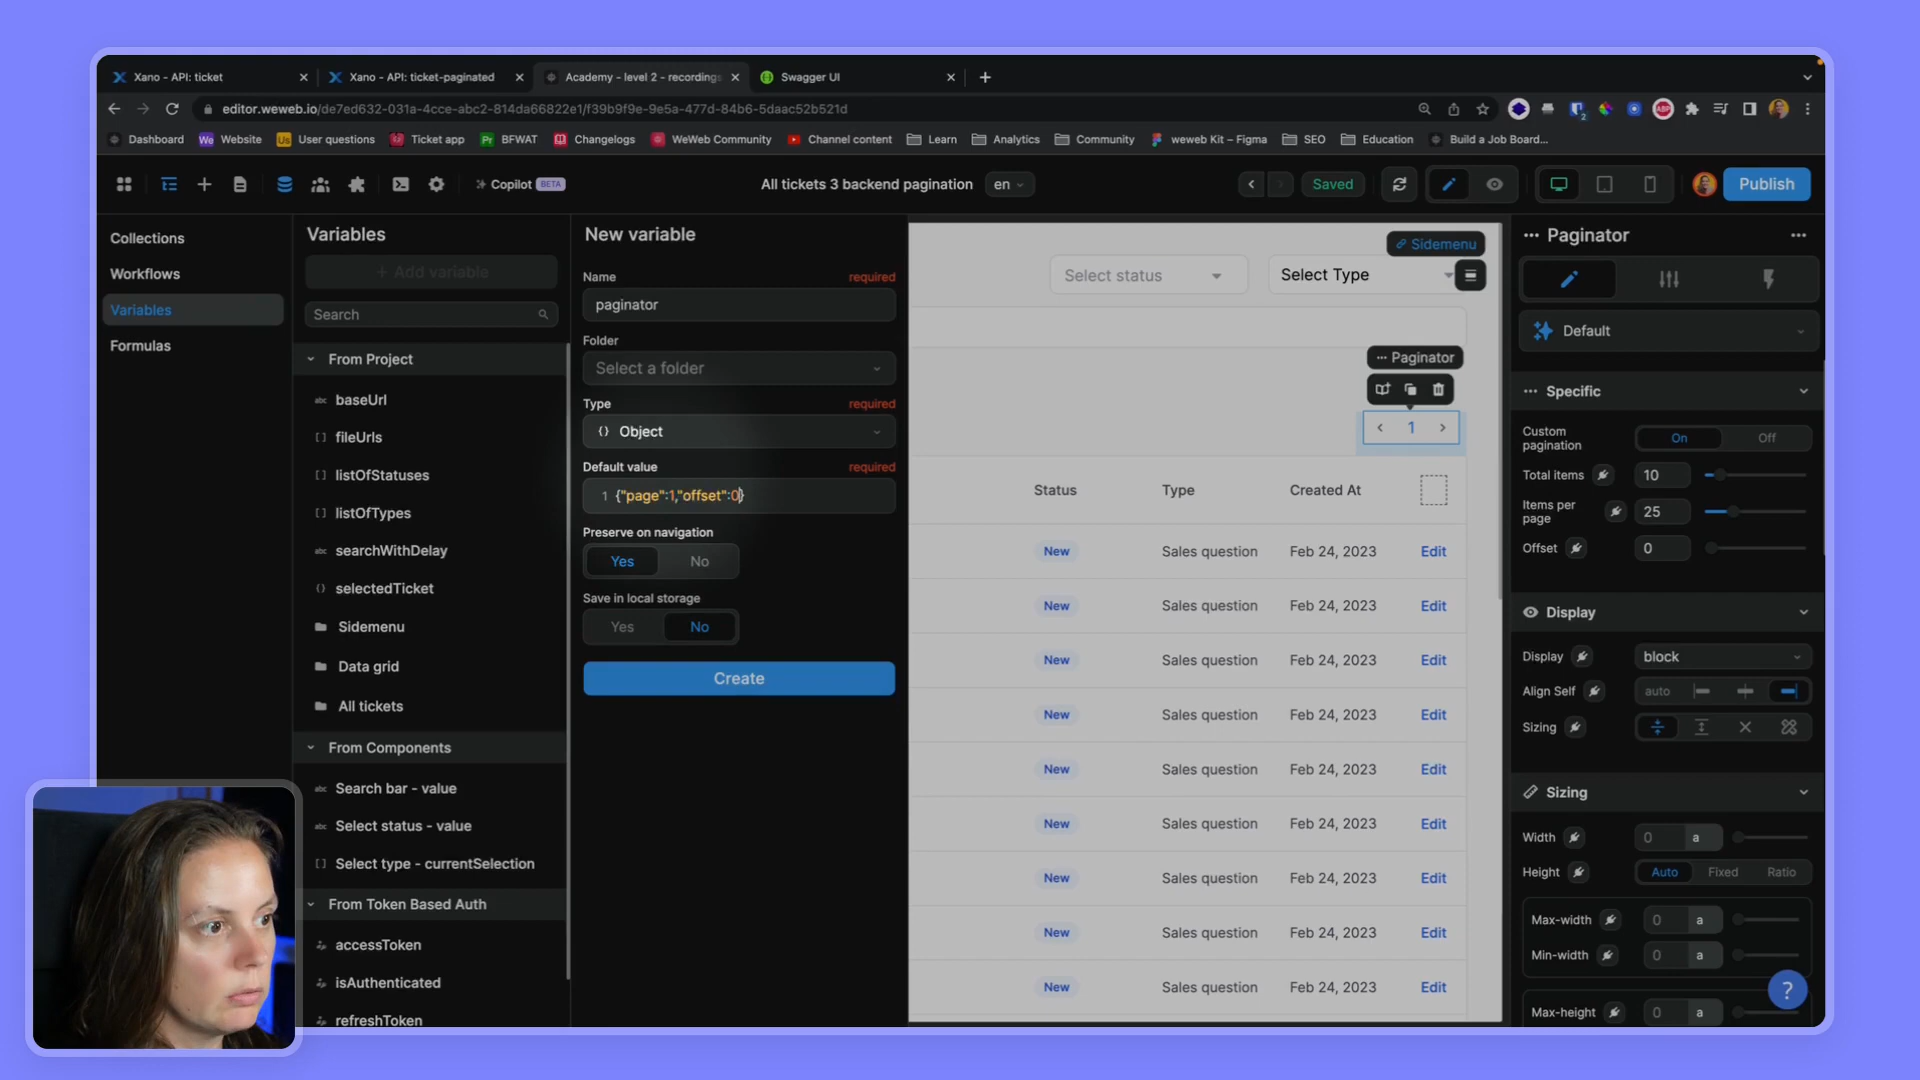 Xano - API: ticket
Xano - API: ticket-paginated
Academy - level 2 - recordings
Swagger UI
editor.weweb.io/de7ed632-031a-4cce-abc2-814da66822e1/f39b9f9e-9e5a-477d-84b6-5daac52b521d
Dashboard
We Website
Us User questions
Ticket app
Pr BFWAT
Changelogs
WeWeb Community
Channel content
Learn
Analytics
Community
weweb Kit – Figma
SEO
Education
Build a Job Board...
Copilot BETA
All tickets 3 backend pagination
en
Saved
Publish
Collections
Workflows
Variables
Formulas
Variables
+ Add variable
Search
From Project
abc baseUrl
[] fileUrls
[] listOfStatuses
[] listOfTypes
abc searchWithDelay
{} selectedTicket
Sidemenu
Data grid
All tickets
From Components
abc Search bar - value
abc Select status - value
[] Select type - currentSelection
From Token Based Auth
accessToken
isAuthenticated
refreshToken
New variable
Name required
paginator
Folder
Select a folder
Type required
{} Object
Default value required
1 {"page":1,"offset":0}
Preserve on navigation
Yes No
Save in local storage
Yes No
Create
Sidemenu
Select status
Select Type
Paginator
< 1 >
Status Type Created At
New Sales question Feb 24, 2023 Edit
New Sales question Feb 24, 2023 Edit
New Sales question Feb 24, 2023 Edit
New Sales question Feb 24, 2023 Edit
New Sales question Feb 24, 2023 Edit
New Sales question Feb 24, 2023 Edit
New Sales question Feb 24, 2023 Edit
New Sales question Feb 24, 2023 Edit
New Sales question Feb 24, 2023 Edit
Paginator
Default
Specific
Custom
pagination
On Off
Total items 10
Items per
page
25
Offset 0
Display
Display block
Align Self auto
Sizing
Sizing
Width 0 a
Height Auto Fixed Ratio
Max-width 0 a
Min-width 0 a
Max-height 0 a
?